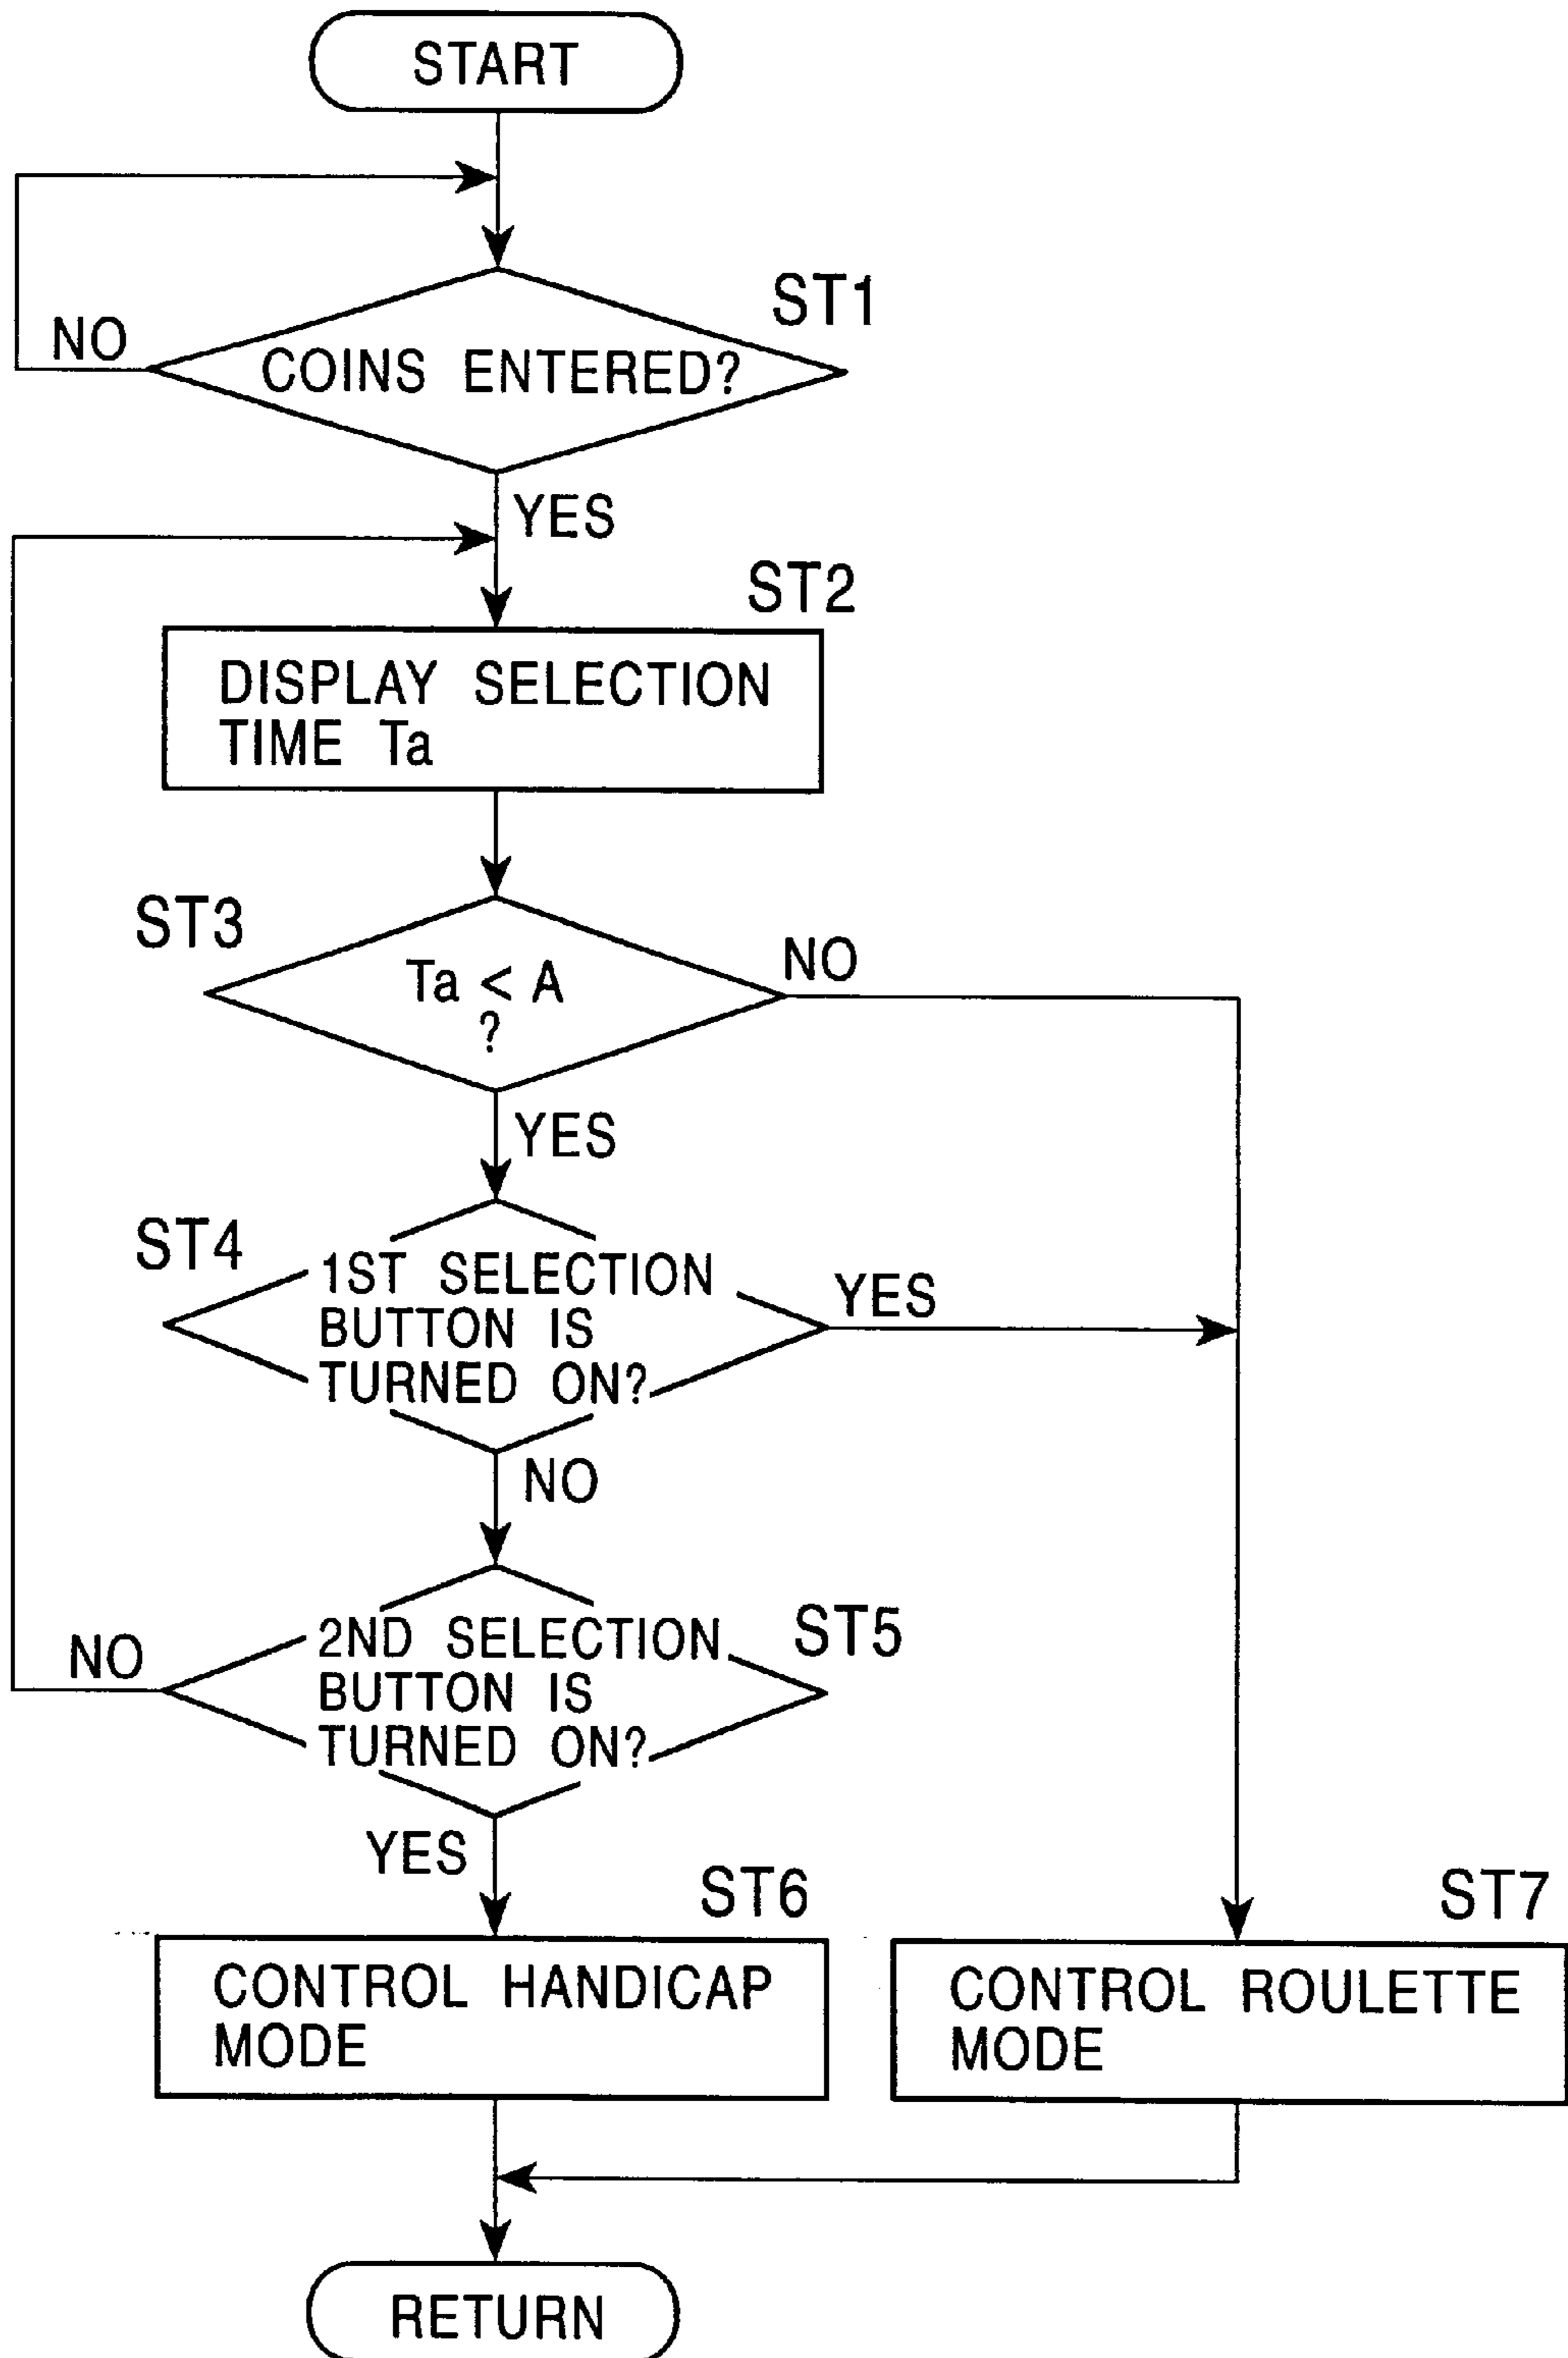 START
ST1
NO
COINS ENTERED?
YES
ST2
DISPLAY SELECTION
TIME Ta
ST3
NO
Ta < A
?
YES
ST4
1ST SELECTION
BUTTON IS
TURNED ON?
YES
NO
ST5
2ND SELECTION
BUTTON IS
TURNED ON?
NO
YES
ST6
ST7
CONTROL HANDICAP
MODE
CONTROL ROULETTE
MODE
RETURN